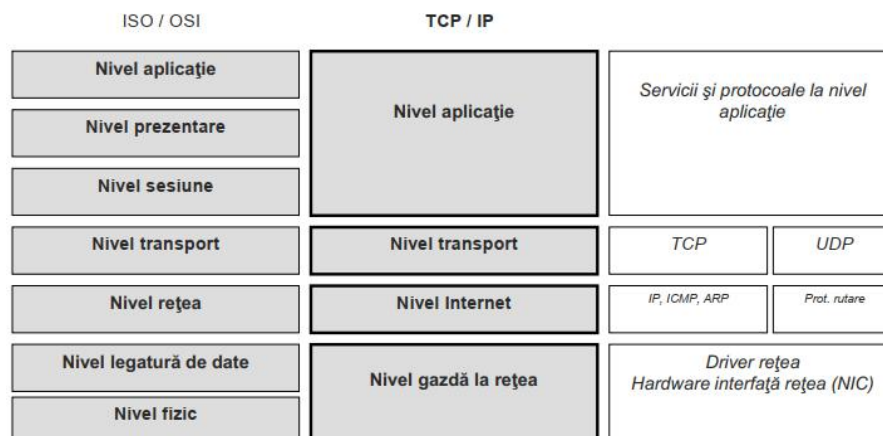 ISO / OSI
TCP / IP
Nivel aplicaţie
Nivel prezentare
Nivel sesiune
Nivel transport
Nivel reţea
Nivel legatură de date
Nivel fizic
Nivel aplicaţie
Nivel transport
Nivel Internet
Nivel gazdă la reţea
Servicii şi protocoale la nivel
aplicaţie
TCP
UDP
IP, ICMP, ARP
Prot. rutare
Driver reţea
Hardware interfaţă reţea (NIC)